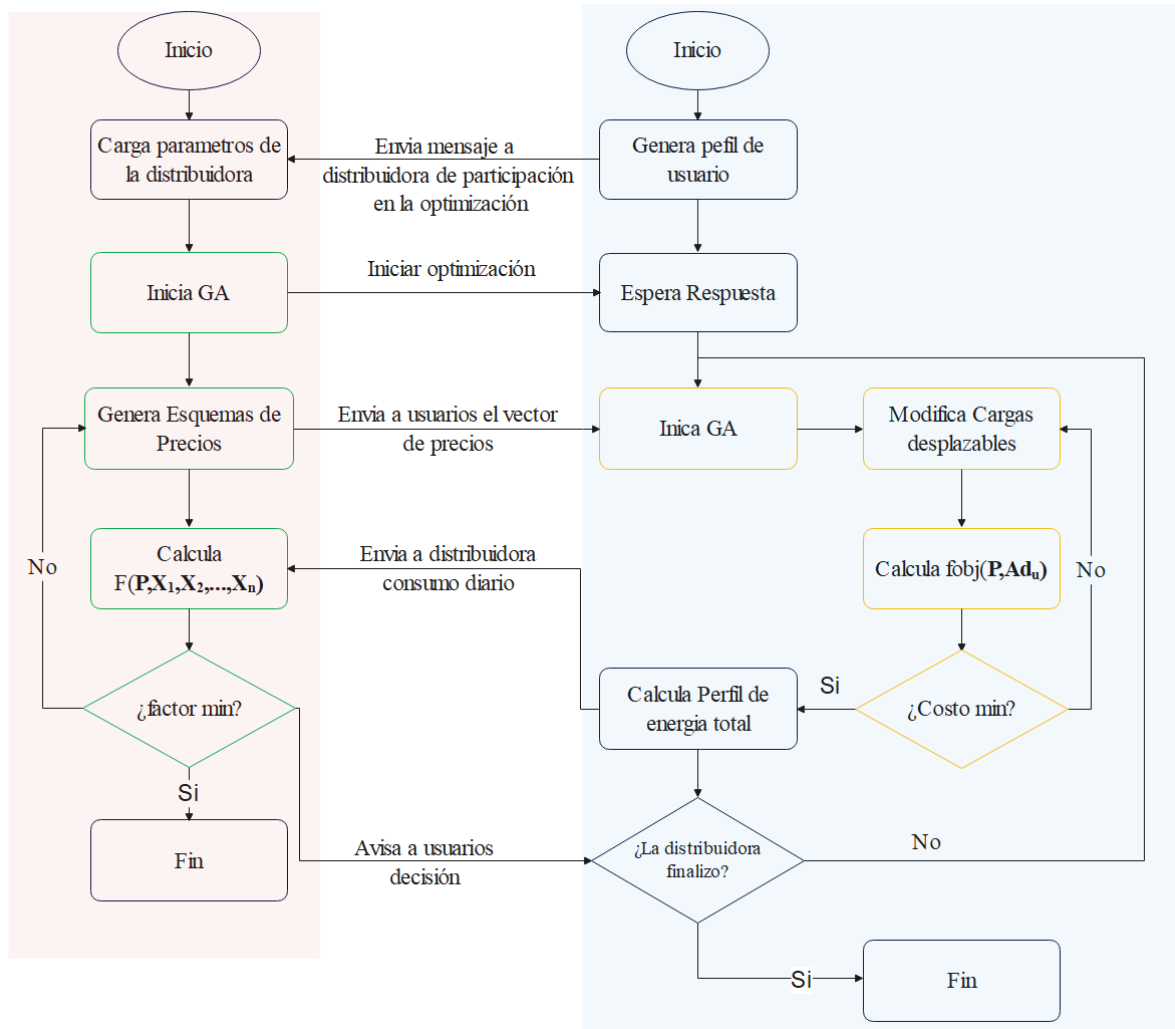 Inicio
Carga parametros de
la distribuidora
Inicia GA
Genera Esquemas de
Precios
Calcula
F(P,X₁,X₂,...,Xₙ)
No
¿factor min?
Si
Fin
Envia mensaje a
distribuidora de participación
en la optimización
Iniciar optimización
Envia a usuarios el vector
de precios
Envia a distribuidora
consumo diario
Avisa a usuarios
decisión
Inicio
Genera pefil de
usuario
Espera Respuesta
Inica GA
Modifica Cargas
desplazables
Calcula fobj(P,Adᵤ)
No
¿Costo min?
Si
Calcula Perfil de
energia total
¿La distribuidora
finalizo?
No
Si
Fin